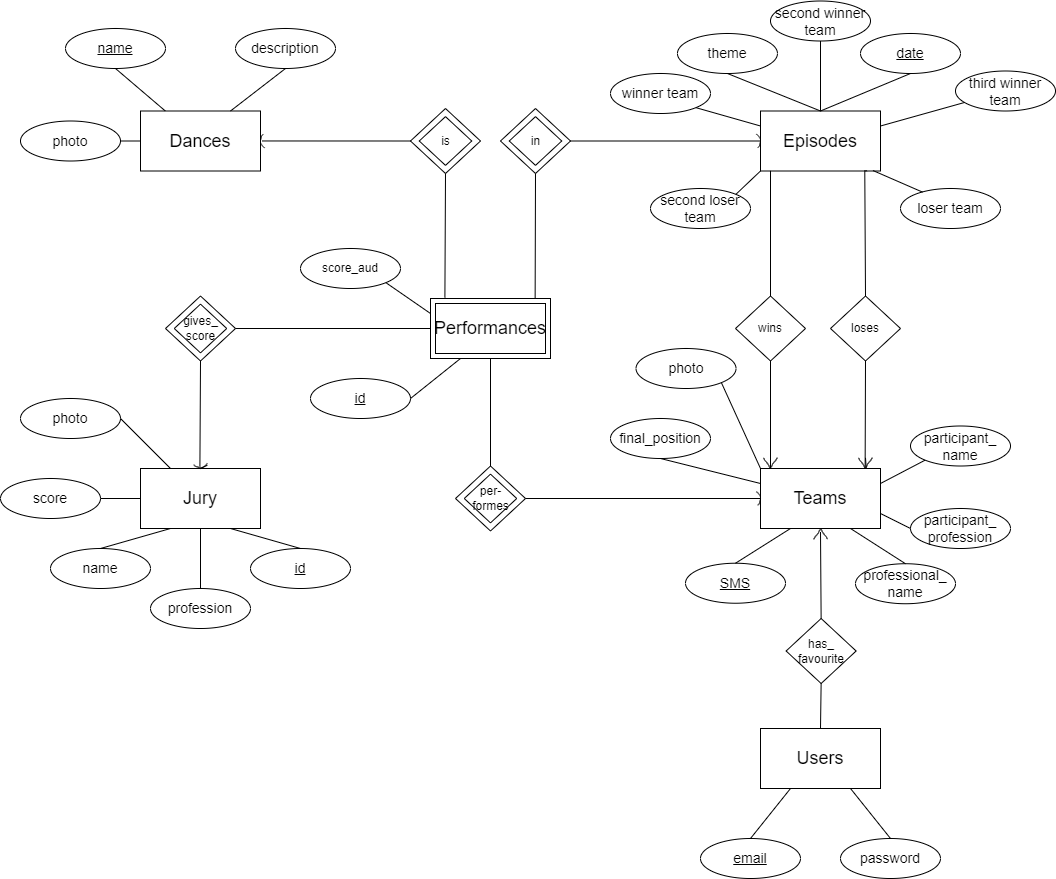 second winner
team
name
description
theme
date
winner team
third winner
team
photo
Dances
is
in
Episodes
second loser
team
loser team
score_aud
gives_
score
Performances
wins
loses
photo
id
photo
final_position
participant_
name
score
Jury
per-
formes
Teams
participant_
profession
name
id
SMS
professional_
name
profession
has_
favourite
Users
email
password